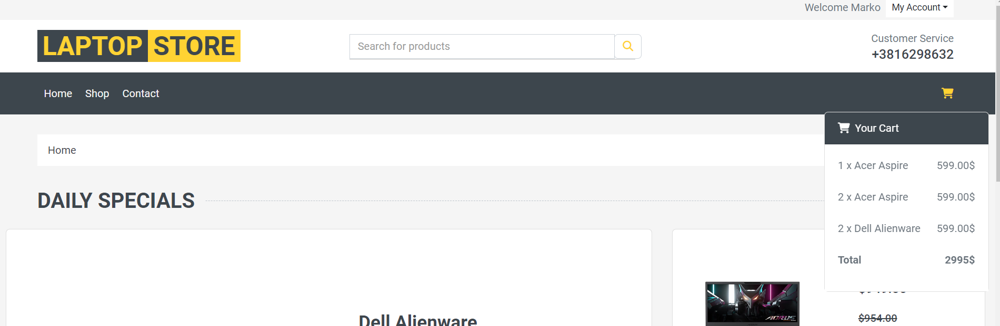 Welcome Marko My Account
LAPTOP STORE
Search for products
Customer Service
+3816298632
Home Shop Contact
Your Cart
1 x Acer Aspire 599.00$
2 x Acer Aspire 599.00$
2 x Dell Alienware 599.00$
Total 2995$
Home
DAILY SPECIALS
Dell Alienware
AORUS
$954.00